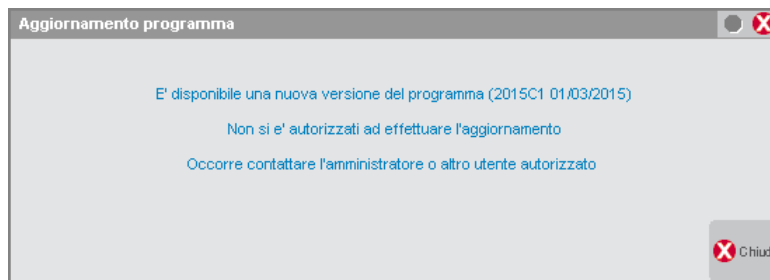 Aggiornamento programma
E' disponibile una nuova versione del programma (2015C1 01/03/2015)
Non si e' autorizzati ad effettuare l'aggiornamento
Occorre contattare l'amministratore o altro utente autorizzato
Chiud